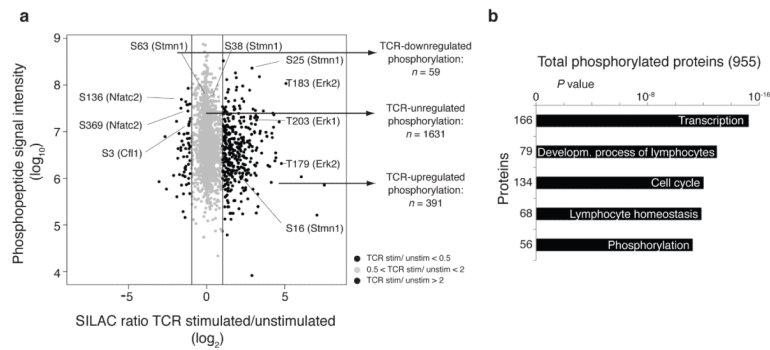 a
Phosphopeptide signal intensity
(log10)
9
8
7
6
5
4
−5
0
5
SILAC ratio TCR stimulated/unstimulated
(log2)
S63 (Stmn1)
S38 (Stmn1)
S25 (Stmn1)
T183 (Erk2)
S136 (Nfatc2)
S369 (Nfatc2)
T203 (Erk1)
S3 (Cfl1)
T179 (Erk2)
S16 (Stmn1)
TCR-downregulated
phosphorylation:
n = 59
TCR-unregulated
phosphorylation:
n = 1631
TCR-upregulated
phosphorylation:
n = 391
TCR stim/ unstim < 0.5
0.5 < TCR stim/ unstim < 2
TCR stim/ unstim > 2
b
Total phosphorylated proteins (955)
P value
0
10-8
10-16
Proteins
166 Transcription
79 Developm. process of lymphocytes
134 Cell cycle
68 Lymphocyte homeostasis
56 Phosphorylation